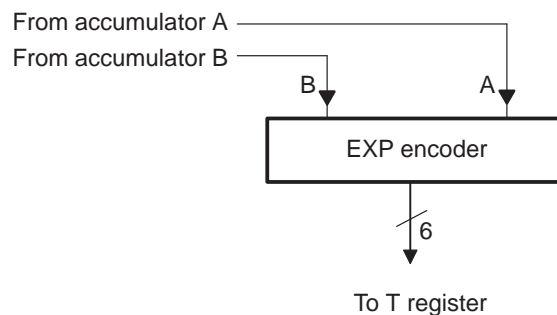 From accumulator A
From accumulator B
B
A
EXP encoder
6
To T register